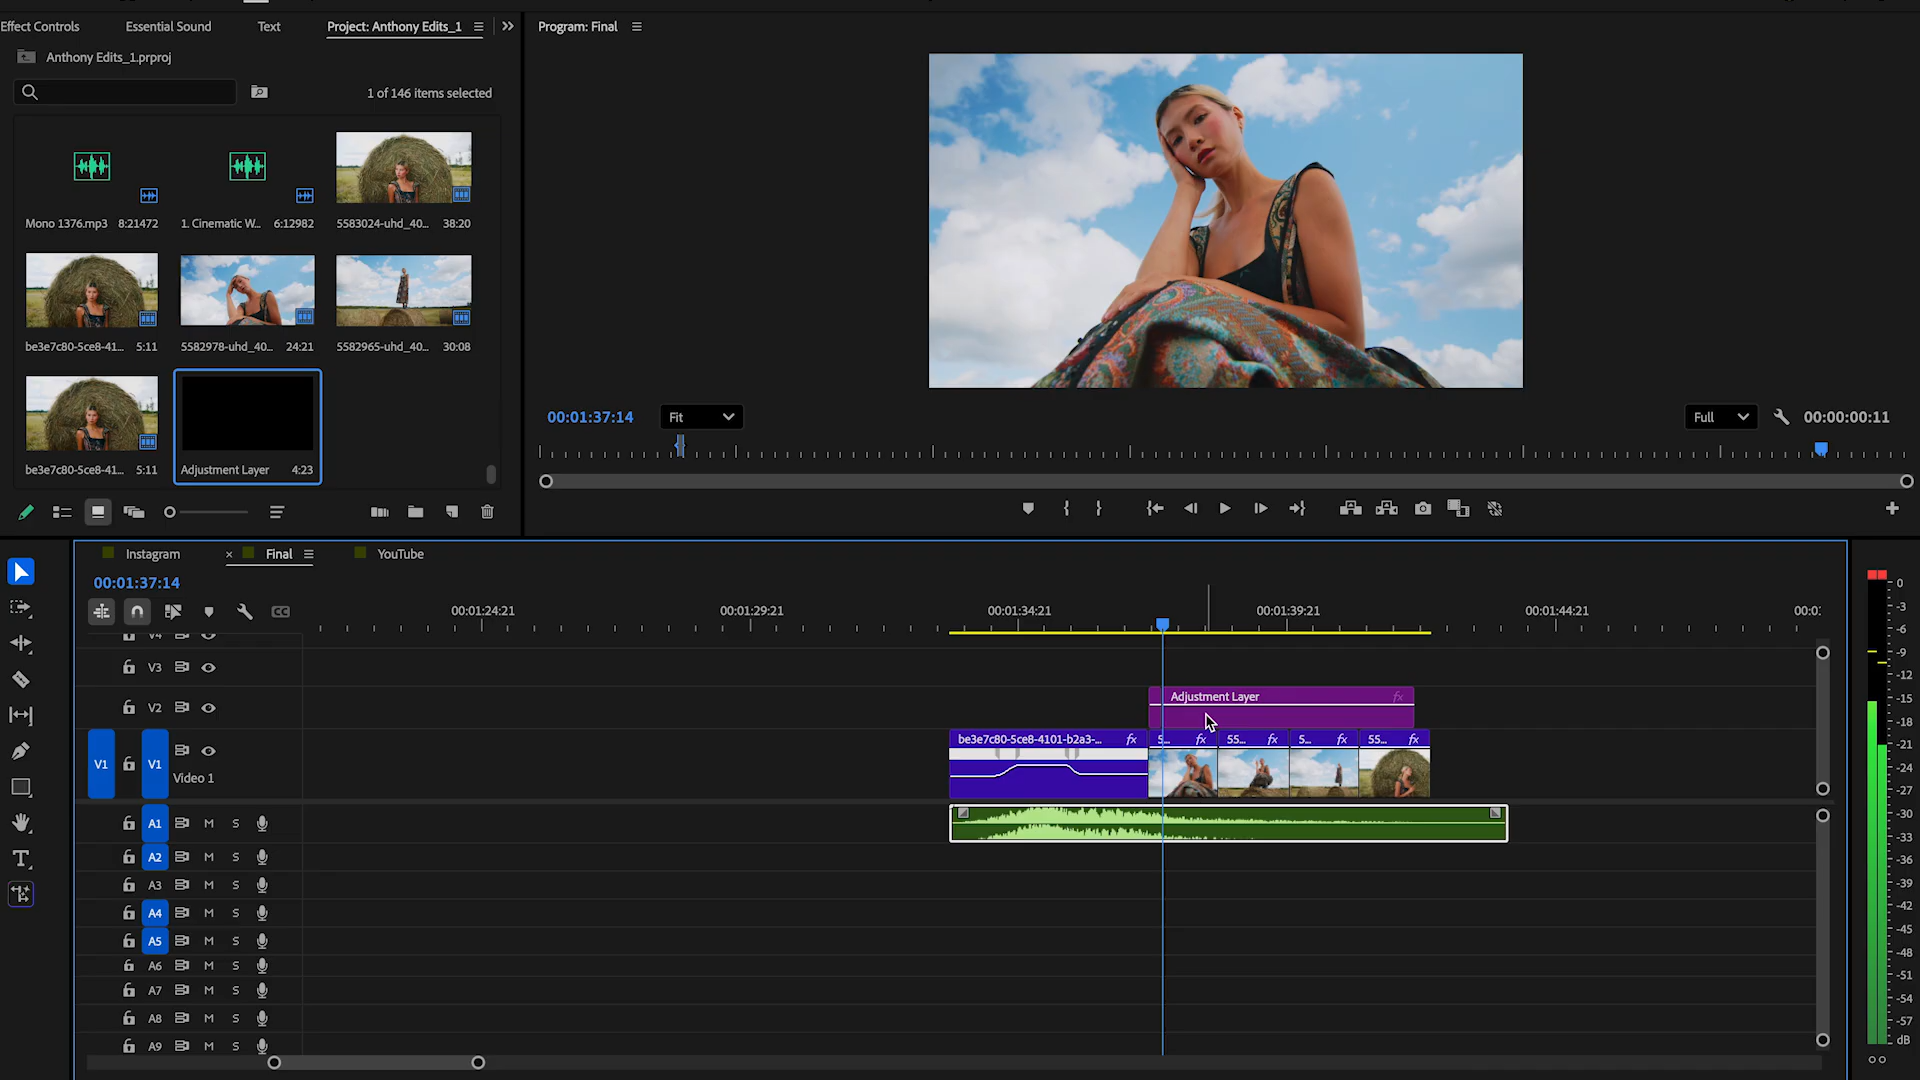 Effect Controls
Essential Sound
Text
Project: Anthony Edits_1
Program: Final
Anthony Edits_1.prproj
1 of 146 items selected
Mono 1376.mp3 8:21472
1. Cinematic W... 6:12982
5583024-uhd_40... 38:20
be3e7c80-5ce8-41... 5:11
5582978-uhd_40... 24:21
5582965-uhd_40... 30:08
be3e7c80-5ce8-41... 5:11
Adjustment Layer 4:23
00:01:37:14
Fit
Full
00:00:00:11
Instagram
× Final
YouTube
00:01:37:14
CC
00:01:24:21
00:01:29:21
00:01:34:21
00:01:39:21
00:01:44:21
00:0
V4
V3
V2
Adjustment Layer fx
V1
V1
Video 1
be3e7c80-5ce8-4101-b2a3-... fx
5... fx
55... fx
5... fx
55... fx
A1 M S
A2 M S
A3 M S
A4 M S
A5 M S
A6 M S
A7 M S
A8 M S
A9 M S
0
-3
-6
-9
-12
-15
-18
-21
-24
-27
-30
-33
-36
-39
-42
-45
-48
-51
-54
-57
dB